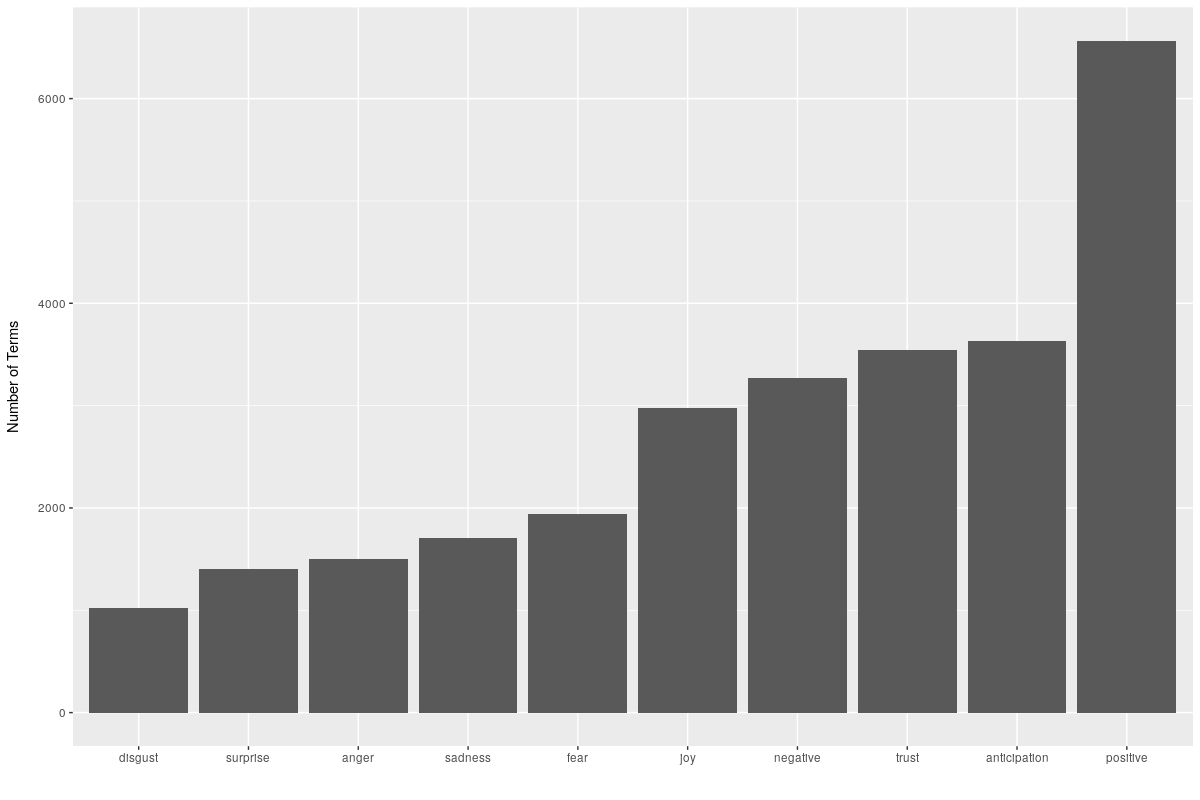 Number of Terms
6000
4000
2000
0
disgust surprise anger sadness fear joy negative trust anticipation positive